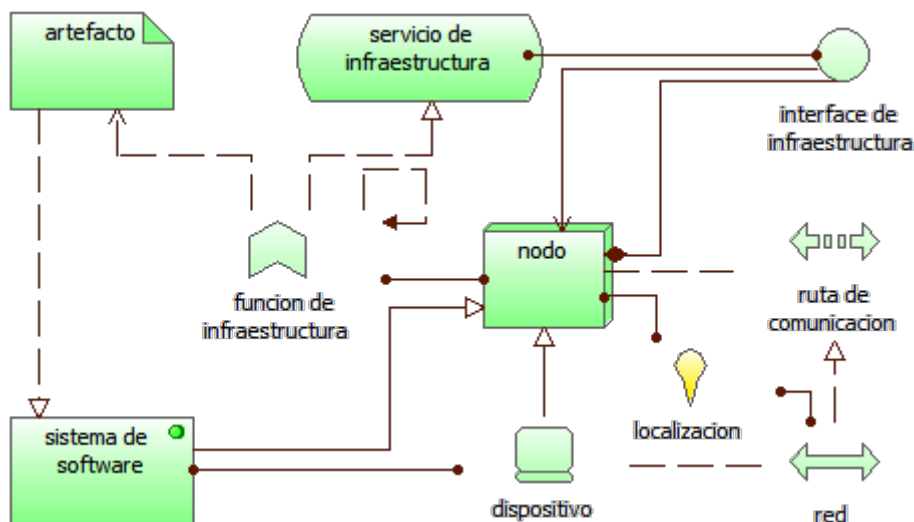 artefacto
servicio de
infraestructura
interface de
infraestructura
nodo
funcion de
infraestructura
ruta de
comunicacion
sistema de
software
localizacion
dispositivo
red